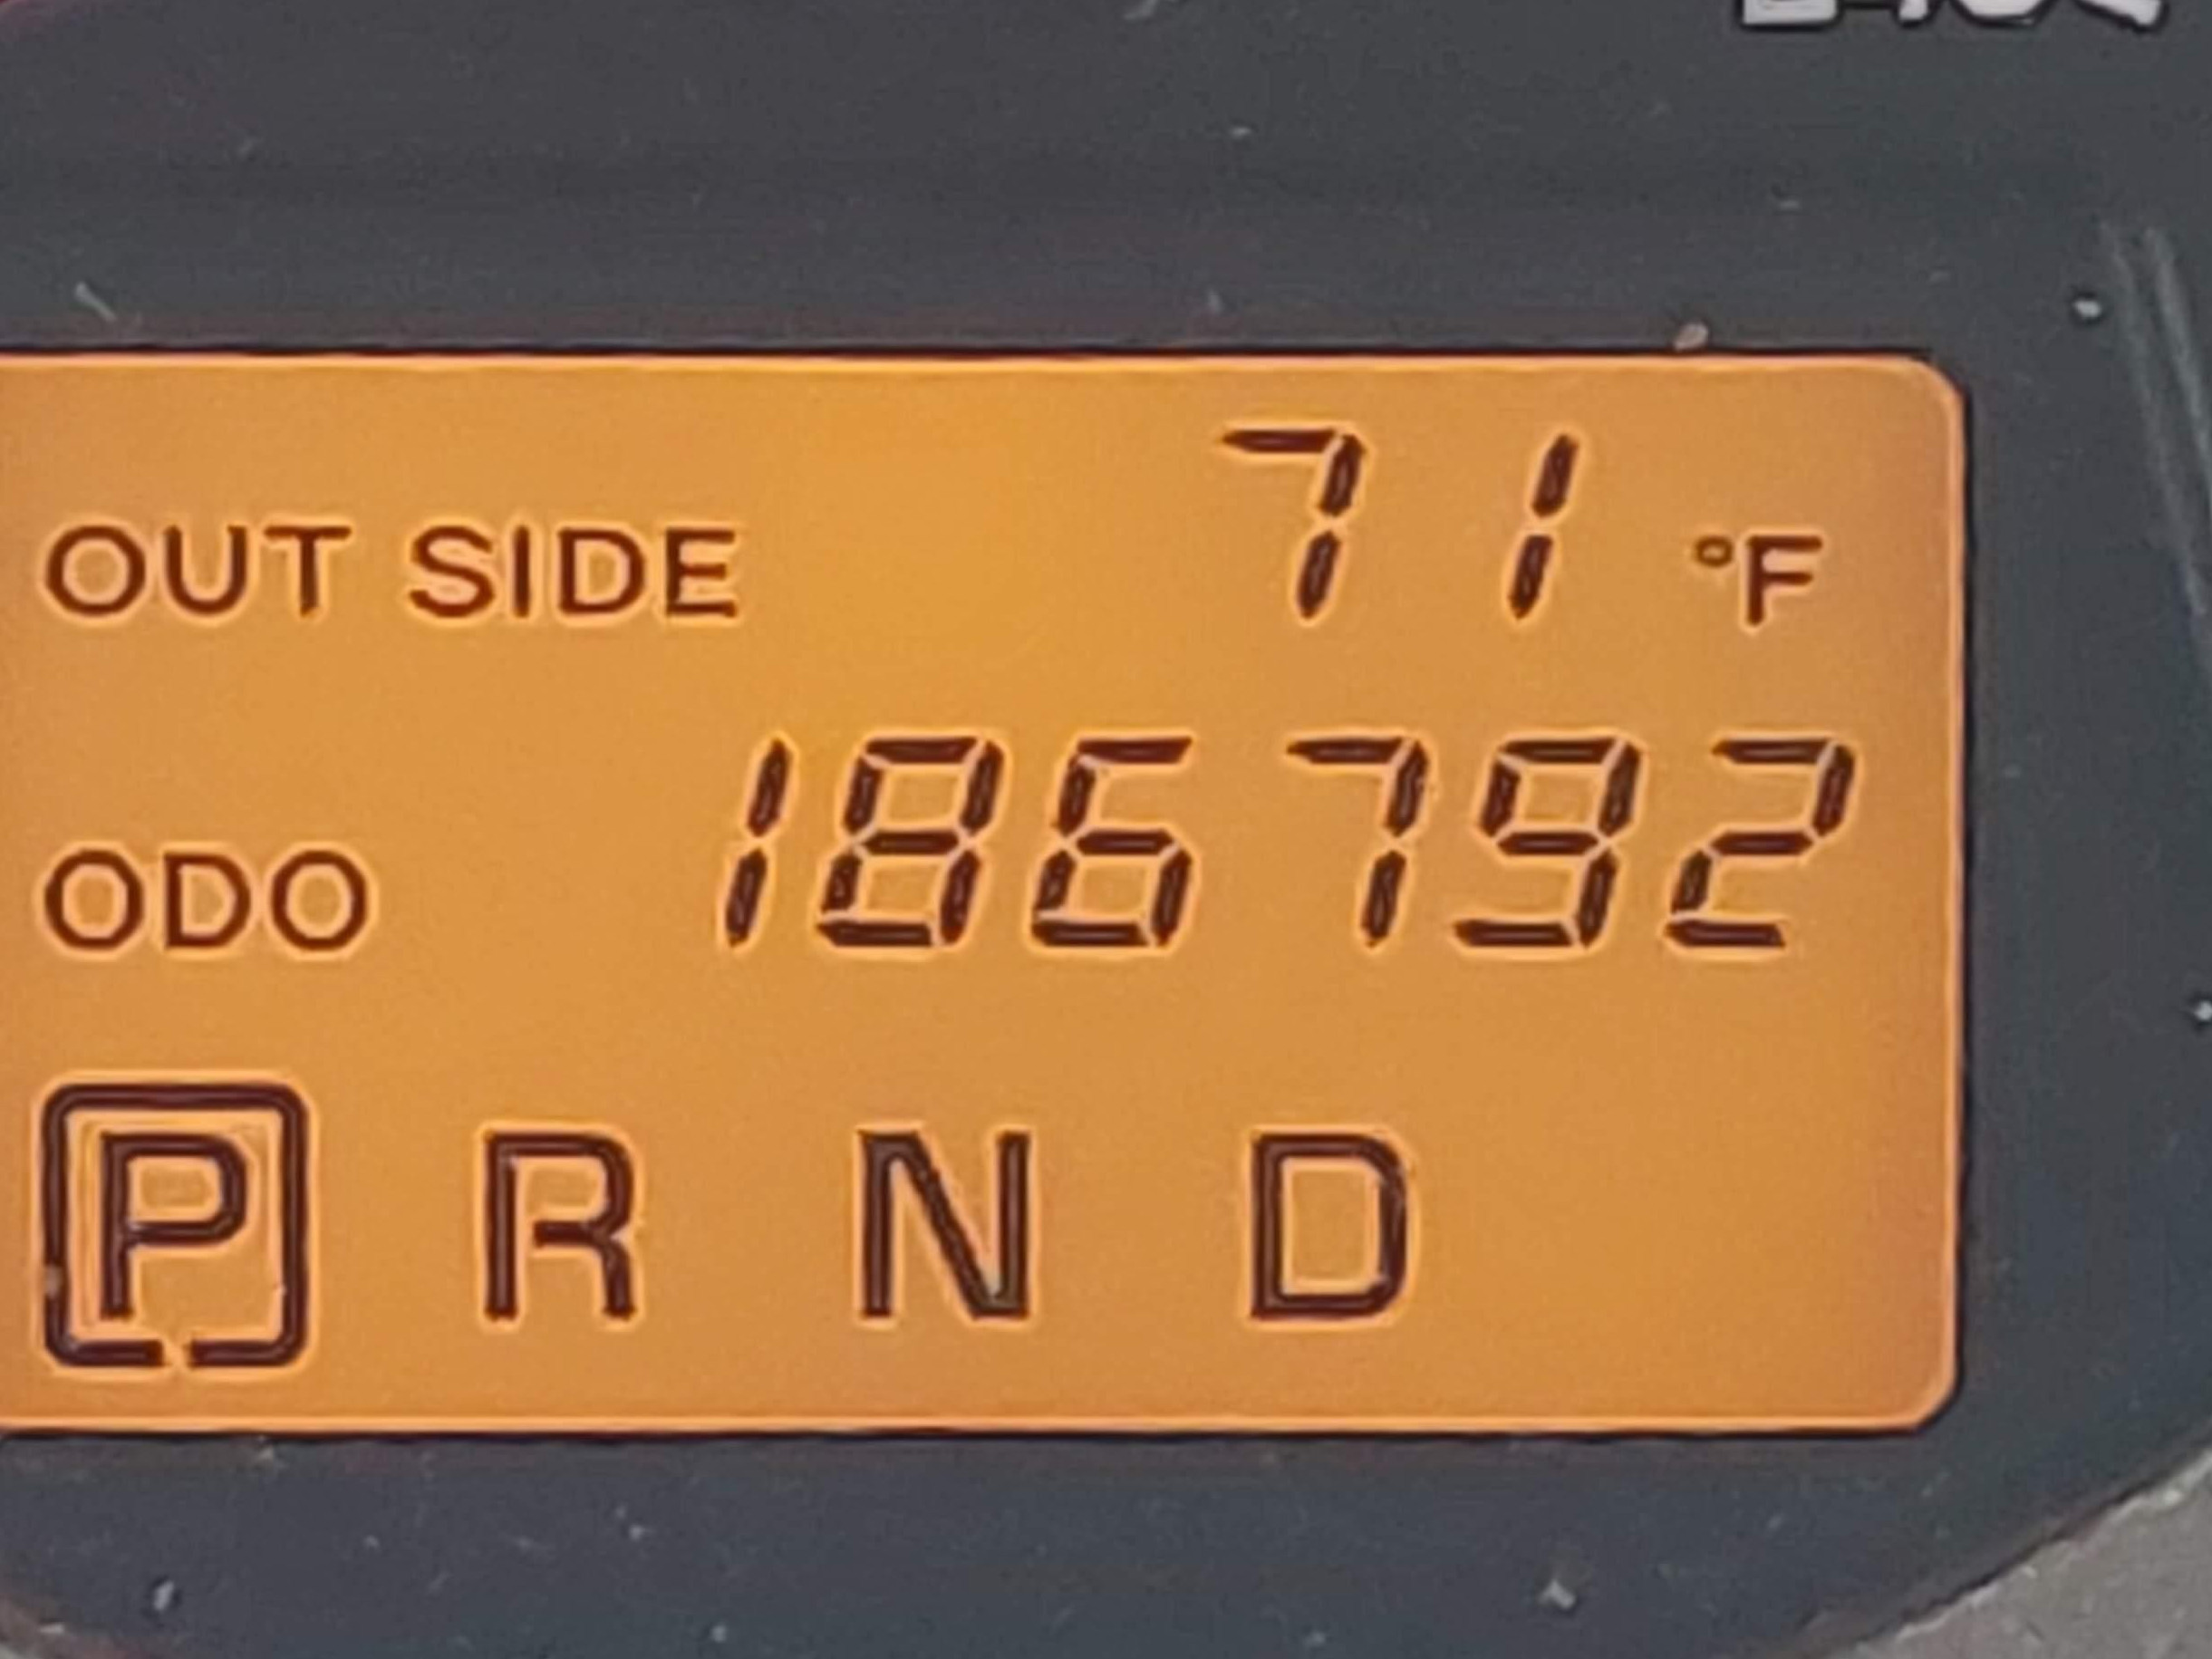 OUT SIDE 71 °F
ODO 186792
P R N D